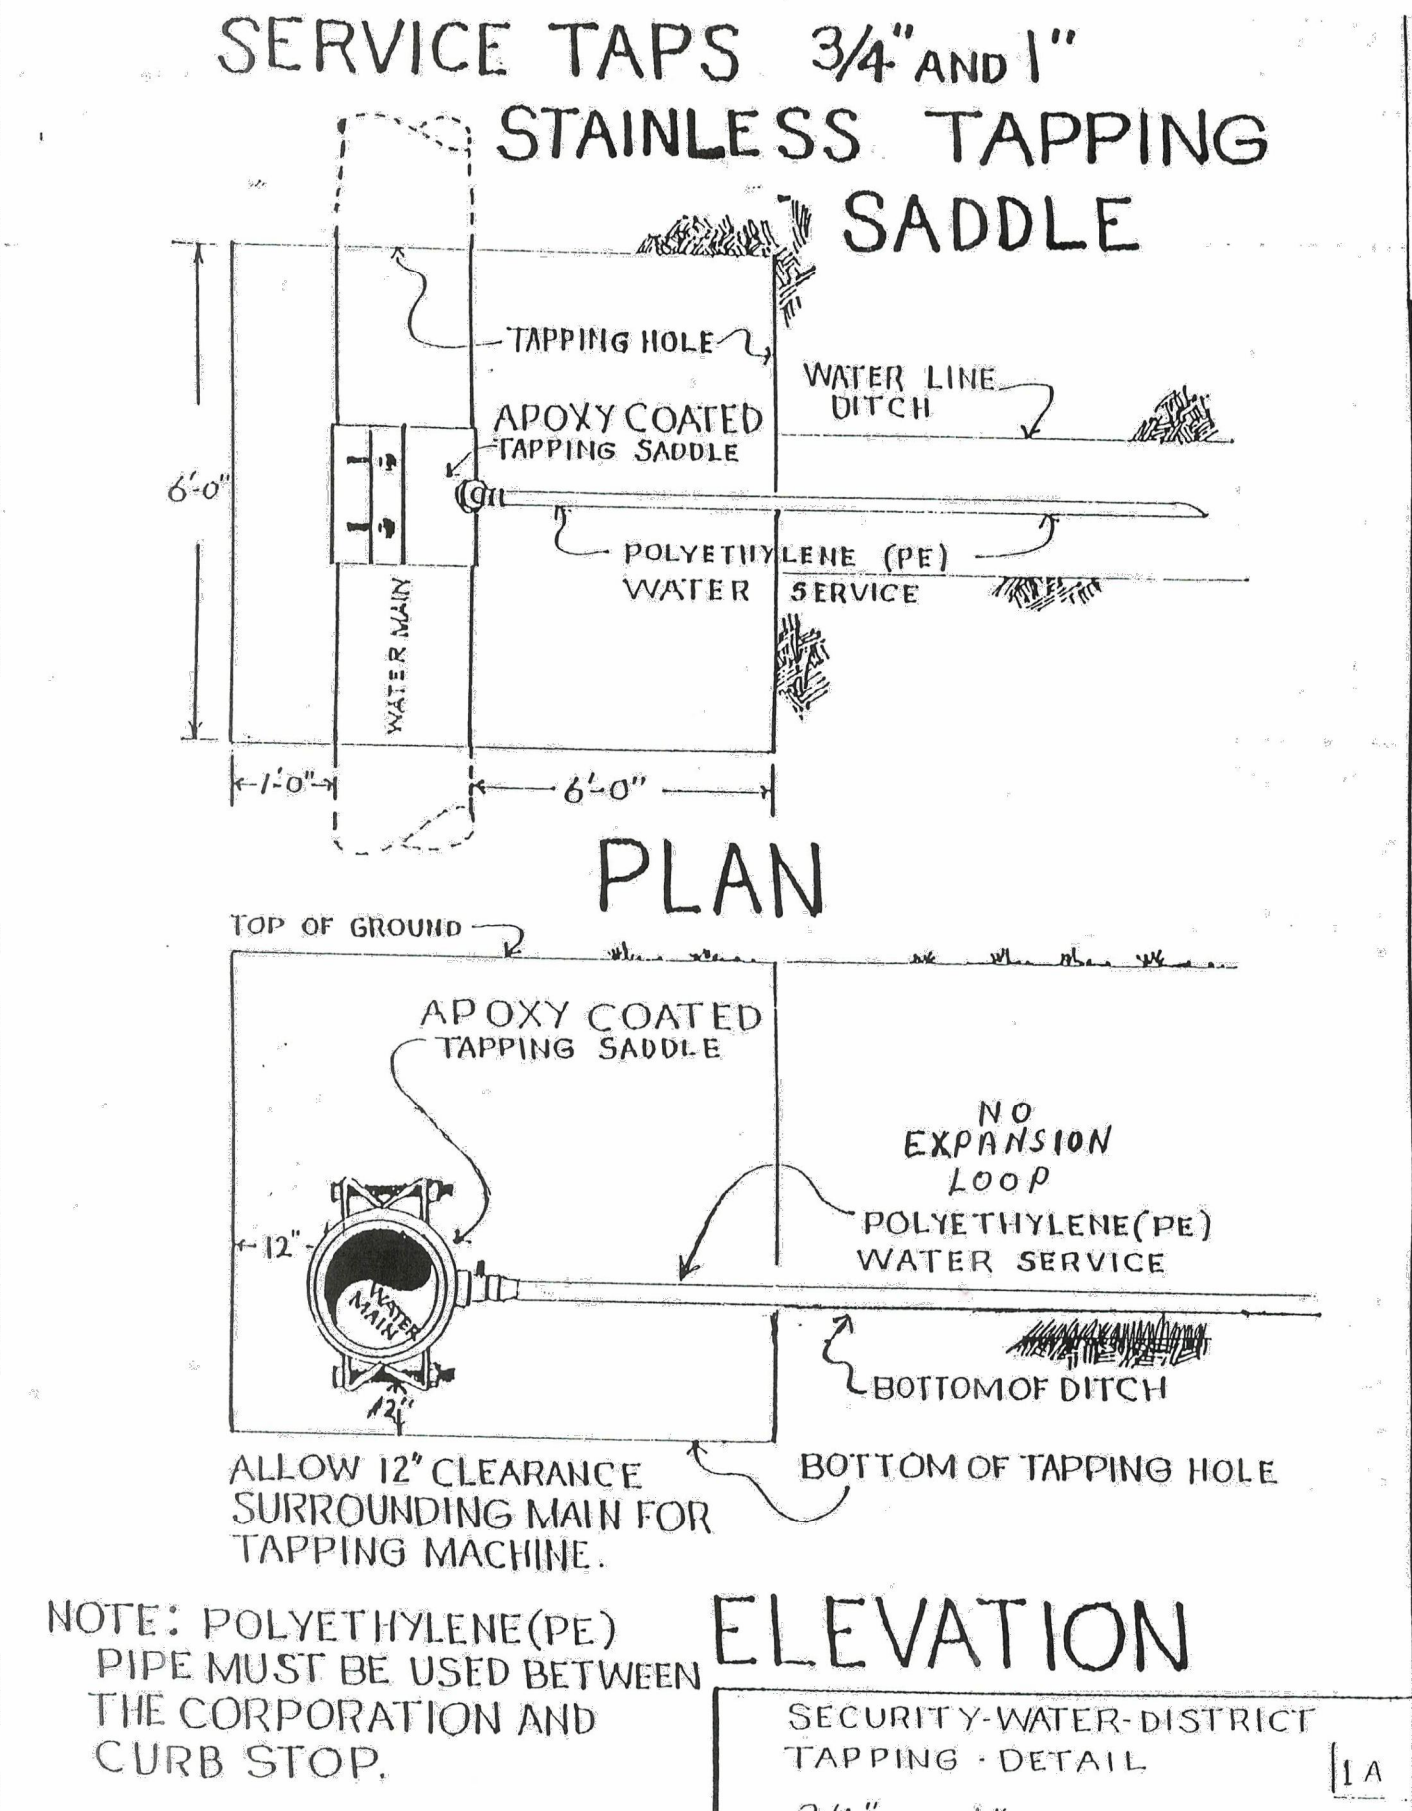 SERVICE TAPS 3/4" AND 1"
STAINLESS TAPPING
SADDLE
TAPPING HOLE
WATER LINE
DITCH
APOXY COATED
TAPPING SADDLE
6'-0"
POLYETHYLENE (PE)
WATER SERVICE
WATER MAIN
1'-0"
6'-0"
PLAN
TOP OF GROUND
APOXY COATED
TAPPING SADDLE
NO
EXPANSION
LOOP
POLYETHYLENE(PE)
WATER SERVICE
12"
WATER
MAIN
BOTTOM OF DITCH
12"
BOTTOM OF TAPPING HOLE
ALLOW 12" CLEARANCE
SURROUNDING MAIN FOR
TAPPING MACHINE.
ELEVATION
NOTE: POLYETHYLENE(PE)
PIPE MUST BE USED BETWEEN
THE CORPORATION AND
CURB STOP.
SECURITY-WATER-DISTRICT
TAPPING - DETAIL
1A